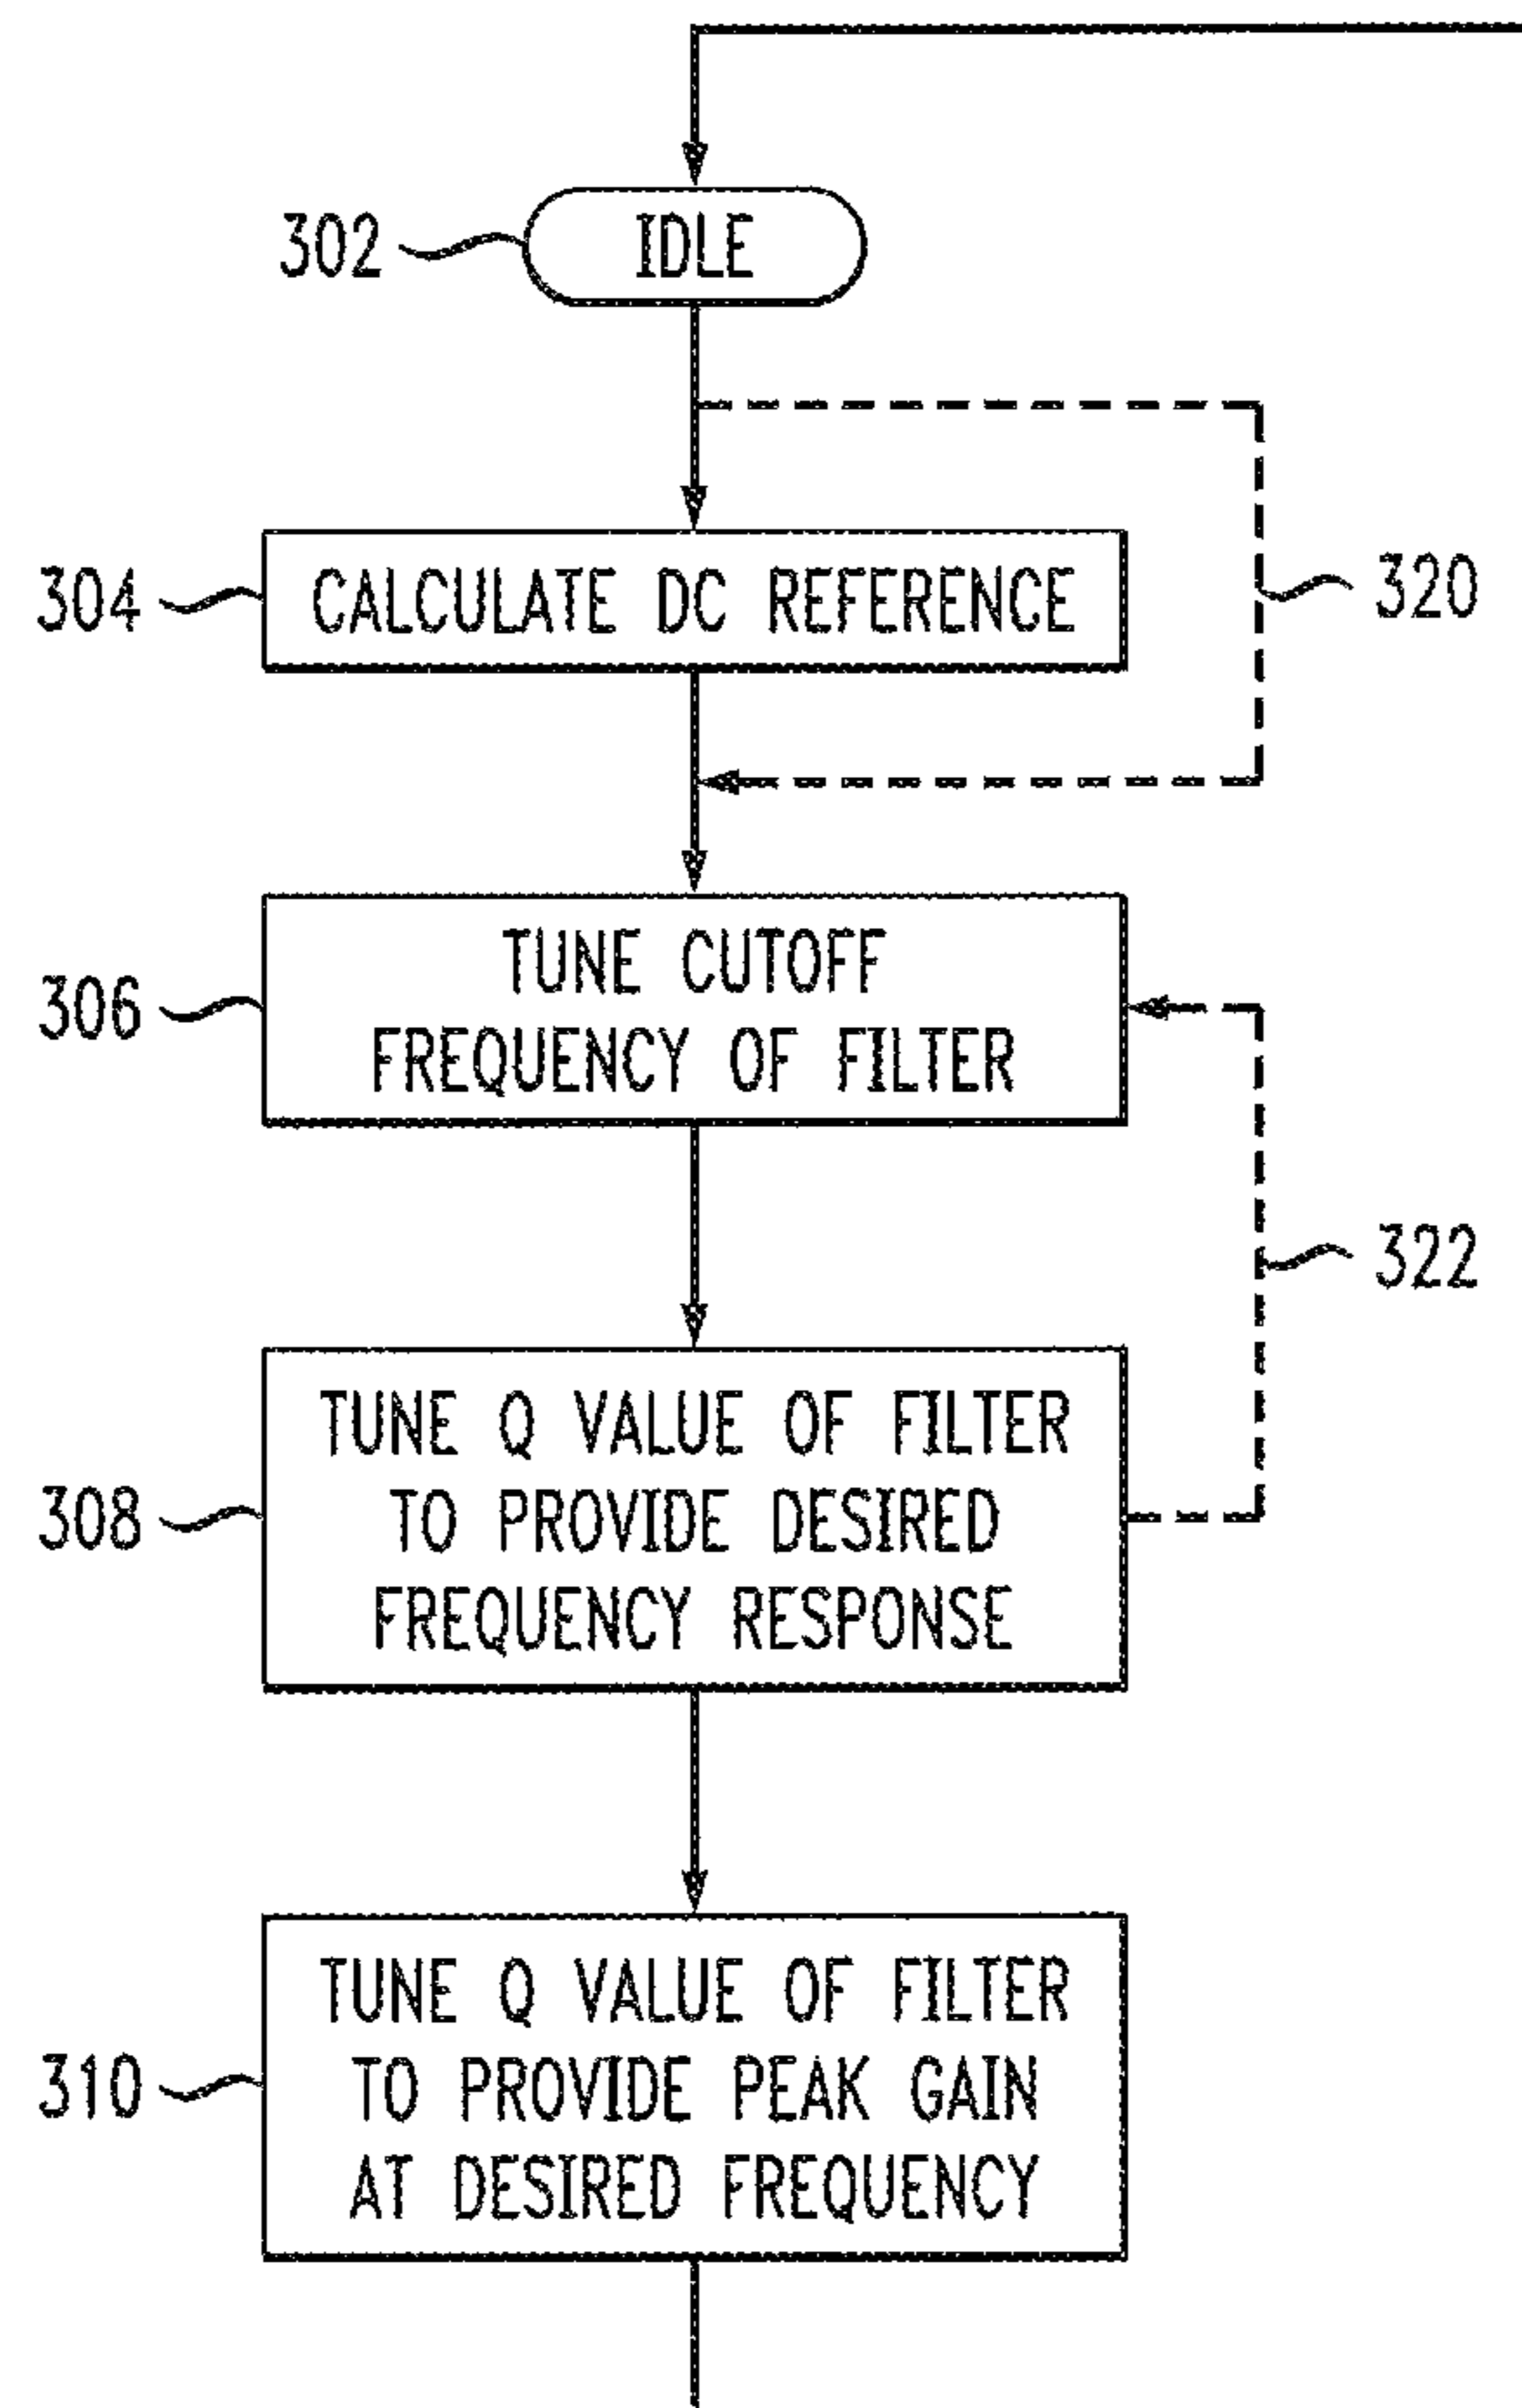 302
IDLE
304
CALCULATE DC REFERENCE
320
306
TUNE CUTOFF
FREQUENCY OF FILTER
322
308
TUNE Q VALUE OF FILTER
TO PROVIDE DESIRED
FREQUENCY RESPONSE
310
TUNE Q VALUE OF FILTER
TO PROVIDE PEAK GAIN
AT DESIRED FREQUENCY